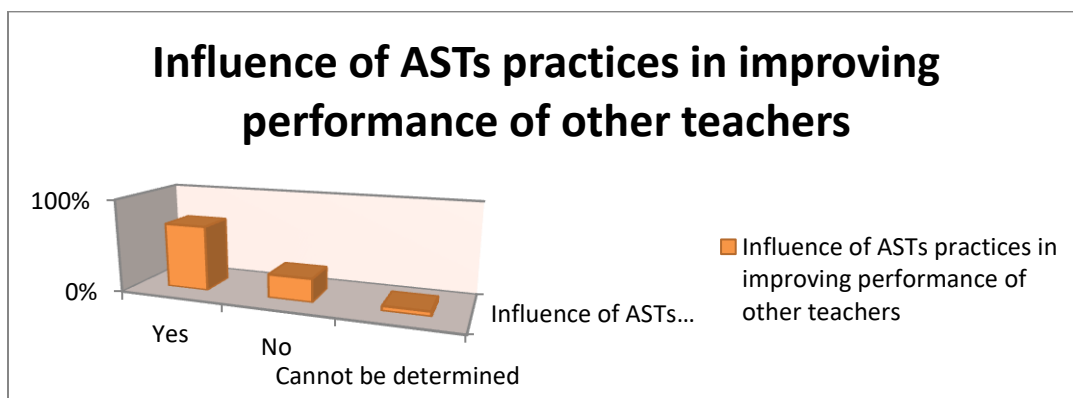 Influence of ASTs practices in improving
performance of other teachers
100%
0%
Yes
No
Cannot be determined
Influence of ASTs...
Influence of ASTs practices in
improving performance of
other teachers